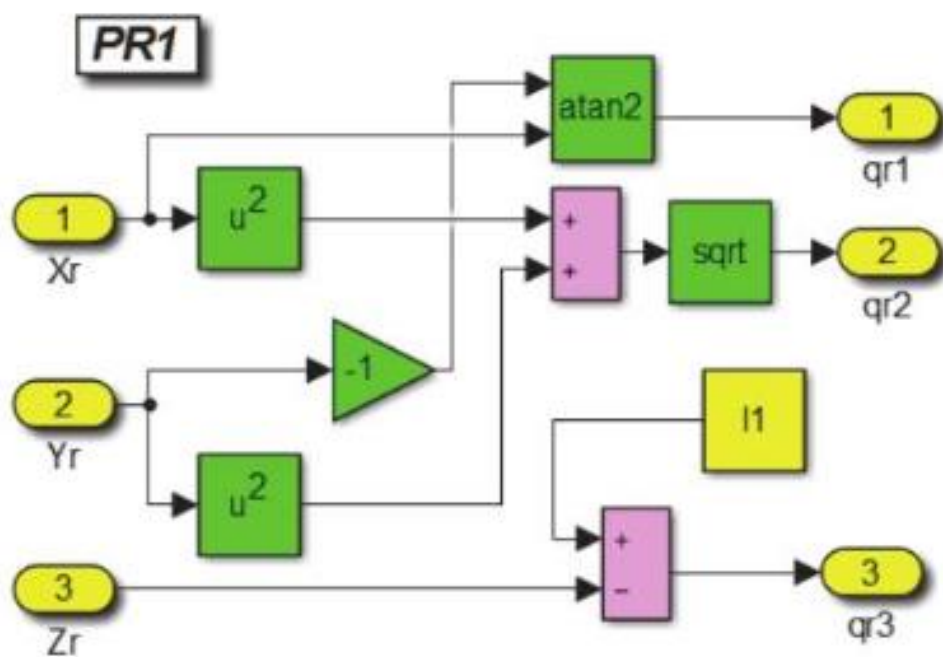 PR1
atan2
1
qr1
1
Xr
u²
+
+
sqrt
2
qr2
-1
2
Yr
l1
u²
+
−
3
Zr
3
qr3